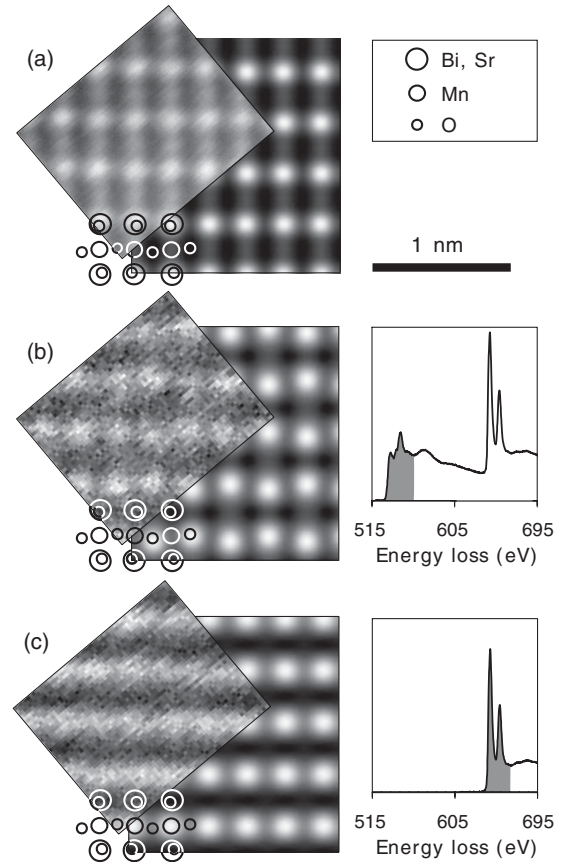 (a)
Bi, Sr
Mn
O
1 nm
(b)
515 605 695
Energy loss (eV)
(c)
515 605 695
Energy loss (eV)